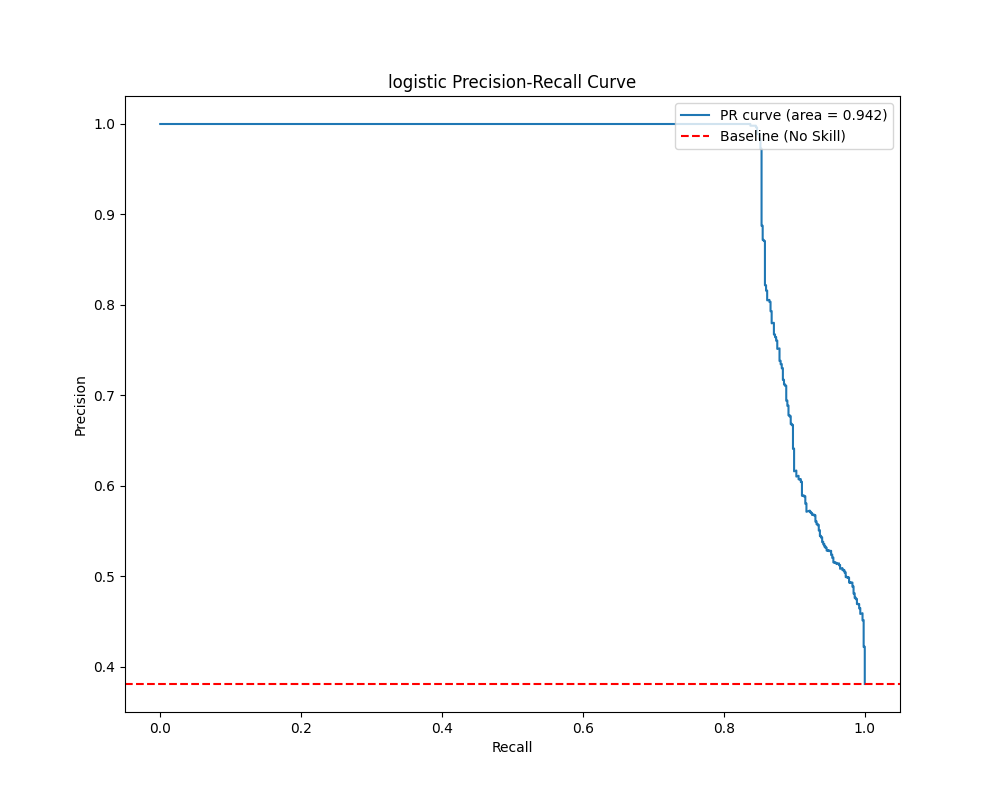 logistic Precision-Recall Curve
PR curve (area = 0.942)
Baseline (No Skill)
1.0
0.9
0.8
0.7
0.6
0.5
0.4
Precision
0.0 0.2 0.4 0.6 0.8 1.0
Recall